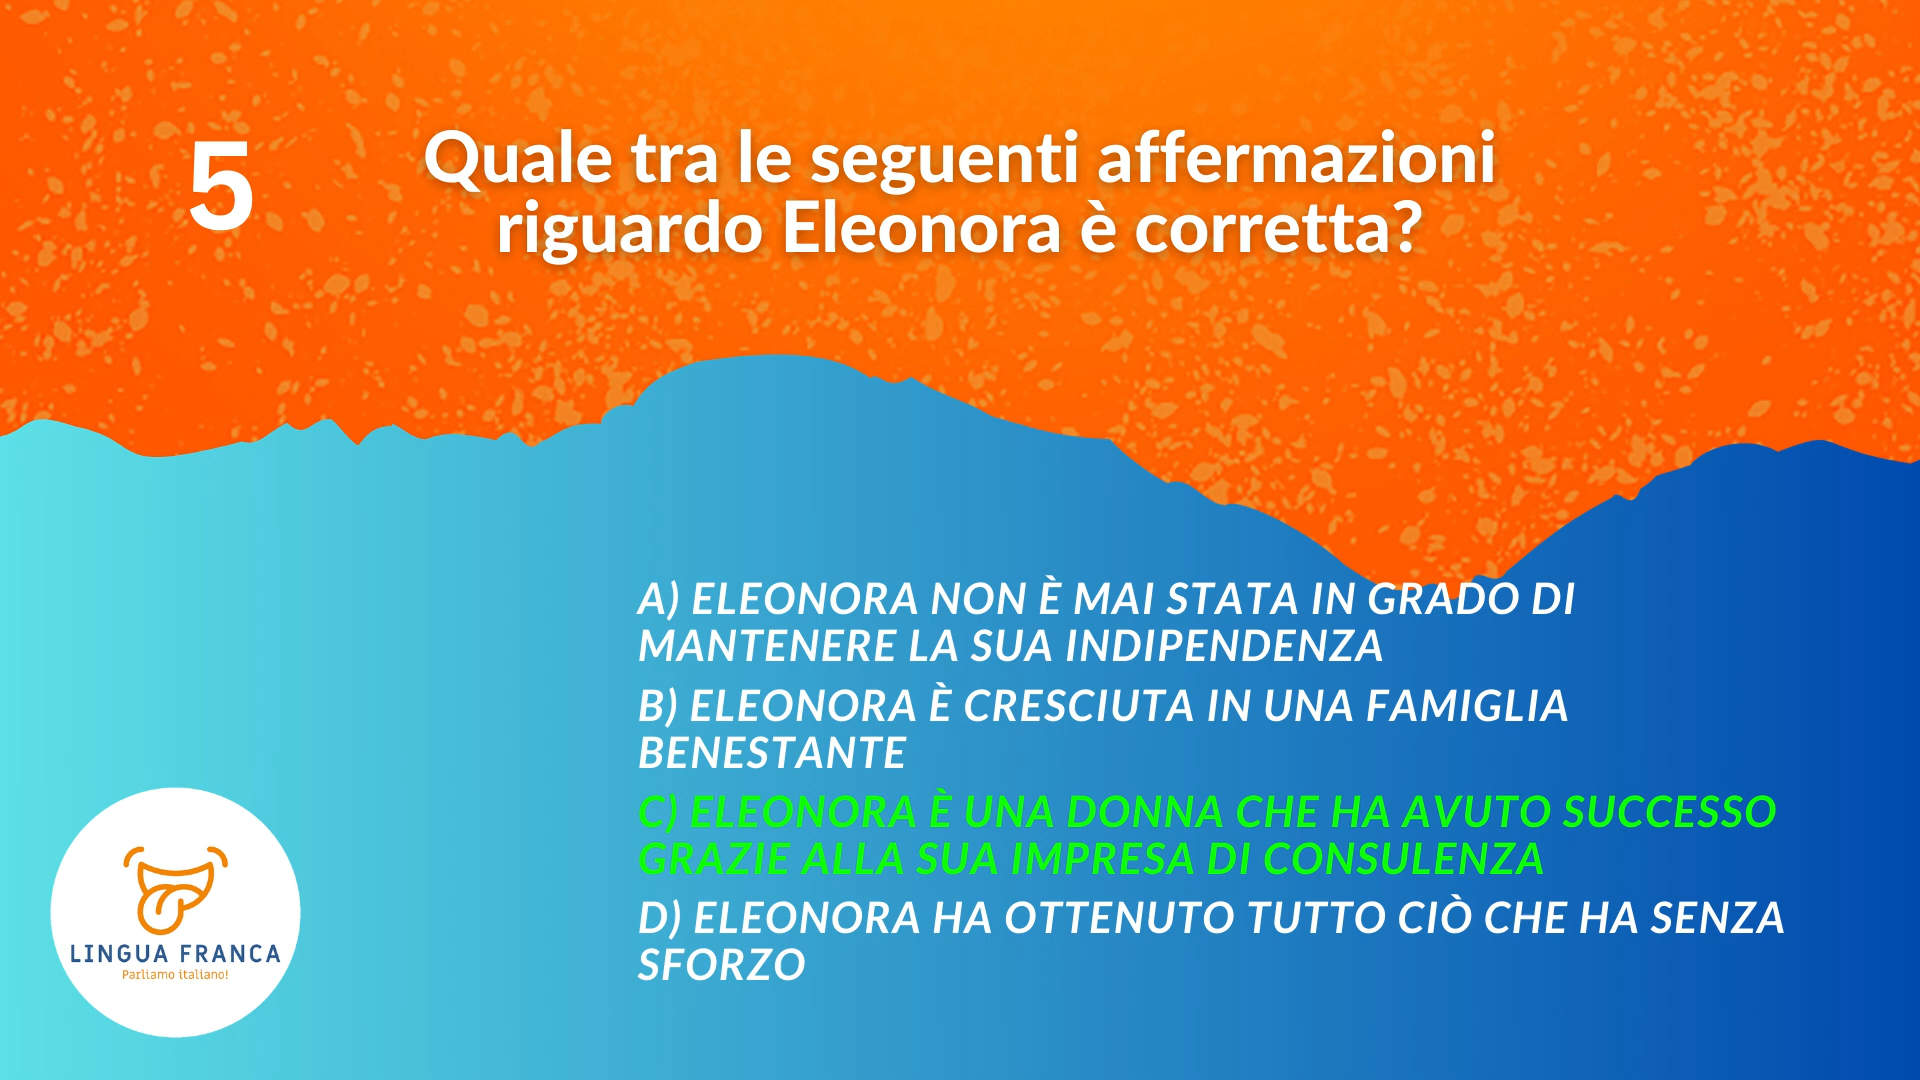 5
Quale tra le seguenti affermazioni
riguardo Eleonora è corretta?
A) ELEONORA NON È MAI STATA IN GRADO DI
MANTENERE LA SUA INDIPENDENZA
B) ELEONORA È CRESCIUTA IN UNA FAMIGLIA
BENESTANTE
C) ELEONORA È UNA DONNA CHE HA AVUTO SUCCESSO
GRAZIE ALLA SUA IMPRESA DI CONSULENZA
D) ELEONORA HA OTTENUTO TUTTO CIÒ CHE HA SENZA
SFORZO
LINGUA FRANCA
Parliamo italiano!